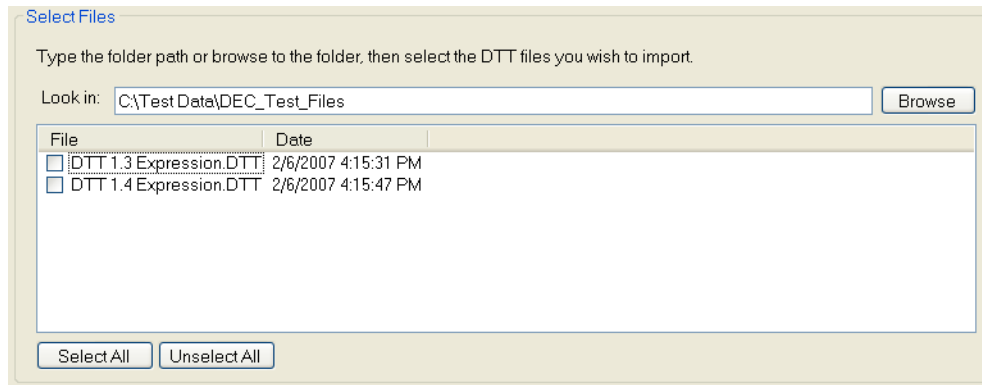 Select Files
Type the folder path or browse to the folder, then select the DTT files you wish to import.
Look in: C:\Test Data\DEC_Test_Files Browse
File Date
DTT 1.3 Expression.DTT 2/6/2007 4:15:31 PM
DTT 1.4 Expression.DTT 2/6/2007 4:15:47 PM
Select All Unselect All